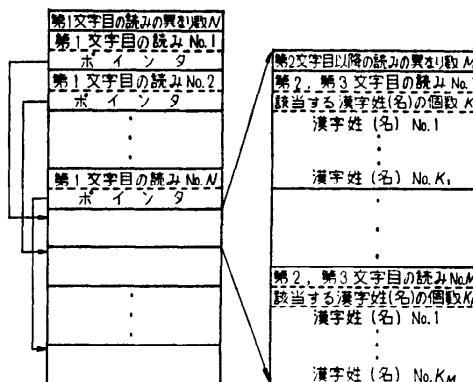 第1文字目の読みの異なり数N
第1文字目の読み No.1
ポインタ
第1文字目の読み No.2
ポインタ
第1文字目の読み No.N
ポインタ
第2文字目以降の読みの異なり数 M
第2,第3文字目の読み No.
該当する漢字姓(名)の個数 K
漢字姓(名) No.1
漢字姓(名) No.K₁
第2,第3文字目の読み No.M
該当する漢字姓(名)の個数K
漢字姓(名) No.1
漢字姓(名) No.KM